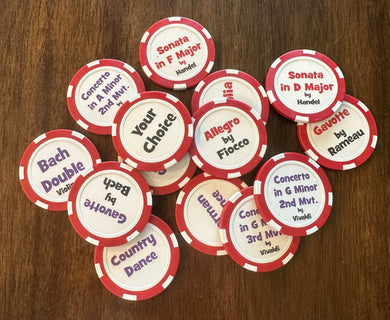 Sonata
in F Major
by
Handel
Concerto
in A Minor
2nd Mvt.
Sonata
in D Major
by
Handel
Your
Choice
Allegro
by
Fiocco
Gavotte
by
Rameau
Bach
Double
Gavotte
by
Bach
Concerto
in G Minor
2nd Mvt.
by
Vivaldi
in G
3rd Mvt.
by Vivaldi
Country
Dance